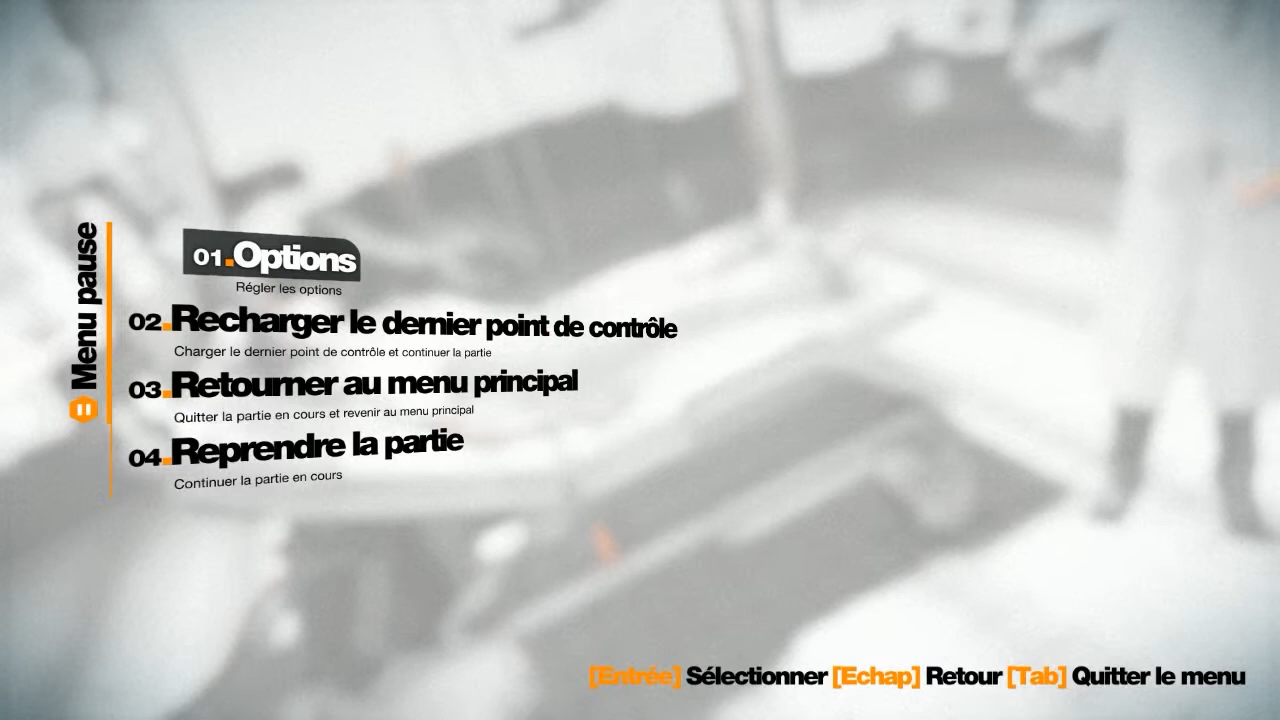 Menu pause
01.Options
Régler les options
02.Recharger le dernier point de contrôle
Charger le dernier point de contrôle et continuer la partie
03.Retourner au menu principal
Quitter la partie en cours et revenir au menu principal
04.Reprendre la partie
Continuer la partie en cours
[Entrée] Sélectionner [Echap] Retour [Tab] Quitter le menu